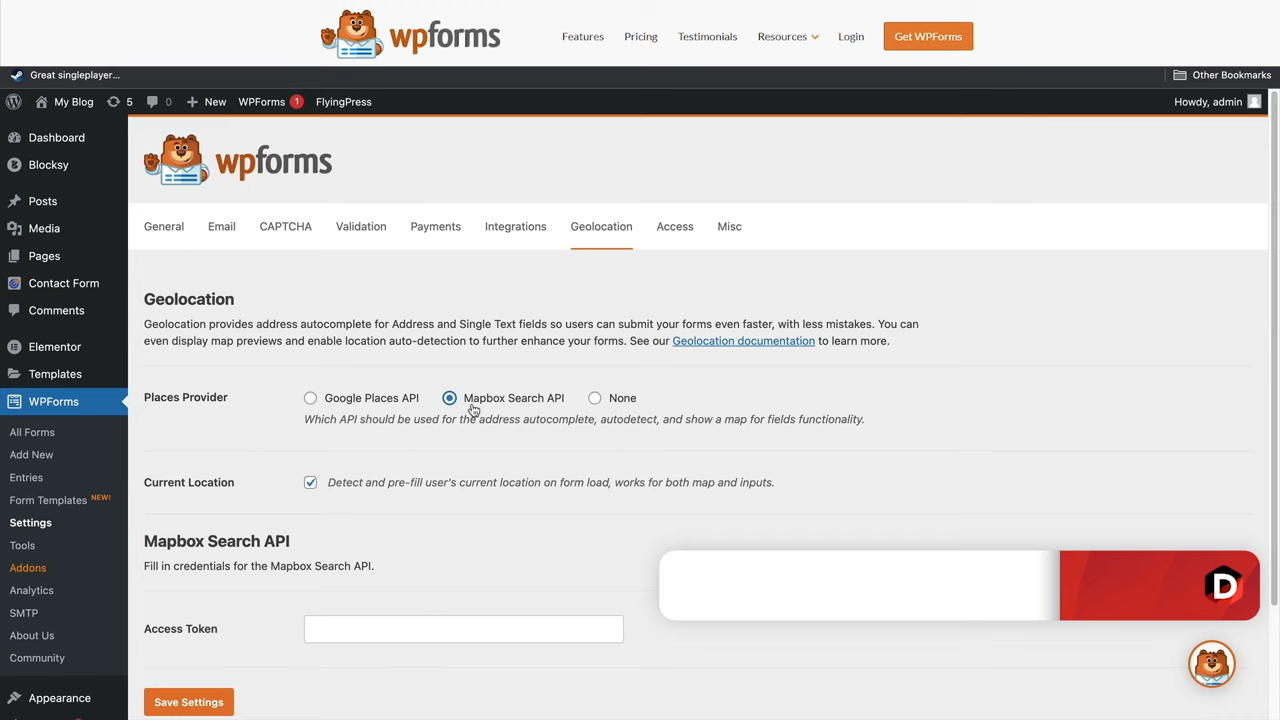 wpforms
Features Pricing Testimonials Resources Login Get WPForms
Great singleplayer... Other Bookmarks
My Blog 5 0 New WPForms 1 FlyingPress Howdy, admin
Dashboard
Blocksy
Posts
Media
Pages
Contact Form
Comments
Elementor
Templates
WPForms
All Forms
Add New
Entries
Form Templates NEW!
Settings
Tools
Addons
Analytics
SMTP
About Us
Community
Appearance
wpforms
General Email CAPTCHA Validation Payments Integrations Geolocation Access Misc
Geolocation
Geolocation provides address autocomplete for Address and Single Text fields so users can submit your forms even faster, with less mistakes. You can
even display map previews and enable location auto-detection to further enhance your forms. See our Geolocation documentation to learn more.
Places Provider Google Places API Mapbox Search API None
Which API should be used for the address autocomplete, autodetect, and show a map for fields functionality.
Current Location Detect and pre-fill user's current location on form load, works for both map and inputs.
Mapbox Search API
Fill in credentials for the Mapbox Search API.
Access Token
Save Settings
D